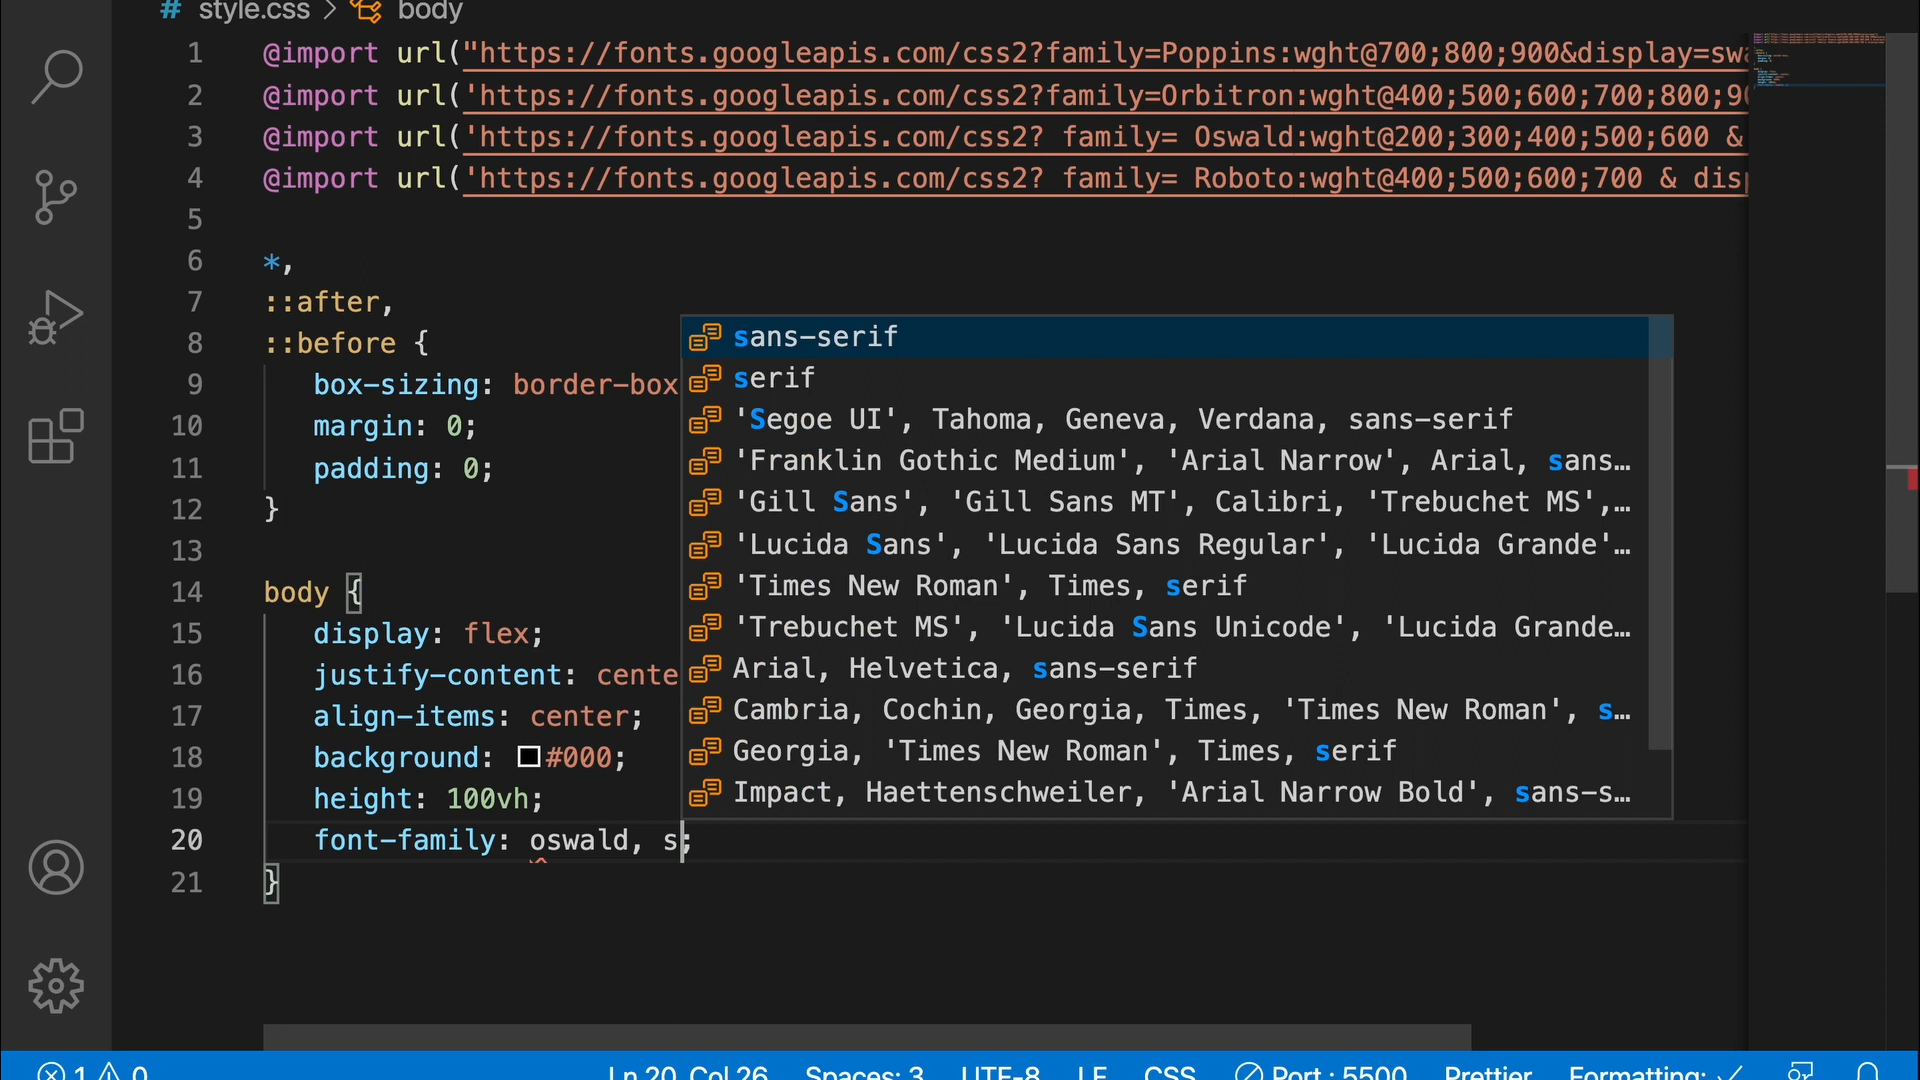 # style.css > body
1 @import url("https://fonts.googleapis.com/css2?family=Poppins:wght@700;800;900&display=swa
2 @import url('https://fonts.googleapis.com/css2?family=Orbitron:wght@400;500;600;700;800;90
3 @import url('https://fonts.googleapis.com/css2? family= Oswald:wght@200;300;400;500;600 &
4 @import url('https://fonts.googleapis.com/css2? family= Roboto:wght@400;500;600;700 & disp
5
6 *,
7 ::after,
8 ::before {
sans-serif
serif
9 box-sizing: border-box
'Segoe UI', Tahoma, Geneva, Verdana, sans-serif
10 margin: 0;
'Franklin Gothic Medium', 'Arial Narrow', Arial, sans…
11 padding: 0;
'Gill Sans', 'Gill Sans MT', Calibri, 'Trebuchet MS',…
12 }
'Lucida Sans', 'Lucida Sans Regular', 'Lucida Grande'…
13
'Times New Roman', Times, serif
14 body {
'Trebuchet MS', 'Lucida Sans Unicode', 'Lucida Grande…
15 display: flex;
Arial, Helvetica, sans-serif
16 justify-content: cente
Cambria, Cochin, Georgia, Times, 'Times New Roman', s…
17 align-items: center;
Georgia, 'Times New Roman', Times, serif
18 background: #000;
Impact, Haettenschweiler, 'Arial Narrow Bold', sans-s…
19 height: 100vh;
20 font-family: oswald, s;
21 }
1 0 Ln 20, Col 26 Spaces: 3 UTF-8 LF CSS Port : 5500 Prettier Formatting: ✓